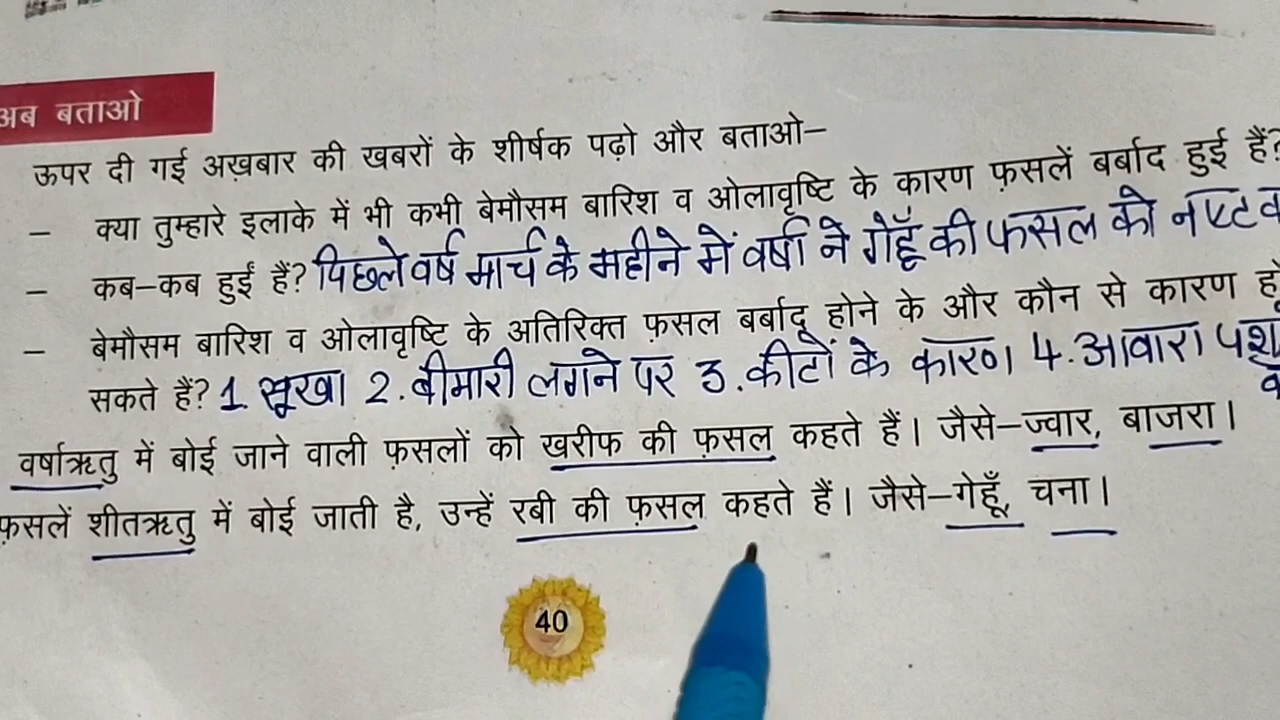 अब बताओ
ऊपर दी गई अख़बार की खबरों के शीर्षक पढ़ो और बताओ–
– क्या तुम्हारे इलाके में भी कभी बेमौसम बारिश व ओलावृष्टि के कारण फ़सलें बर्बाद हुई हैं?
– कब–कब हुईं हैं? पिछले वर्ष मार्च के महीने में वर्षा ने गेहूँ की फसल को नष्ट
– बेमौसम बारिश व ओलावृष्टि के अतिरिक्त फ़सल बर्बाद होने के और कौन से कारण हो
सकते हैं? 1. सूखा 2. बीमारी लगने पर 3. कीटों के कारण 4. आवारा पशु
वर्षाऋतु में बोई जाने वाली फ़सलों को खरीफ की फ़सल कहते हैं। जैसे–ज्वार, बाजरा।
फ़सलें शीतऋतु में बोई जाती है, उन्हें रबी की फ़सल कहते हैं। जैसे–गेहूँ, चना।
40